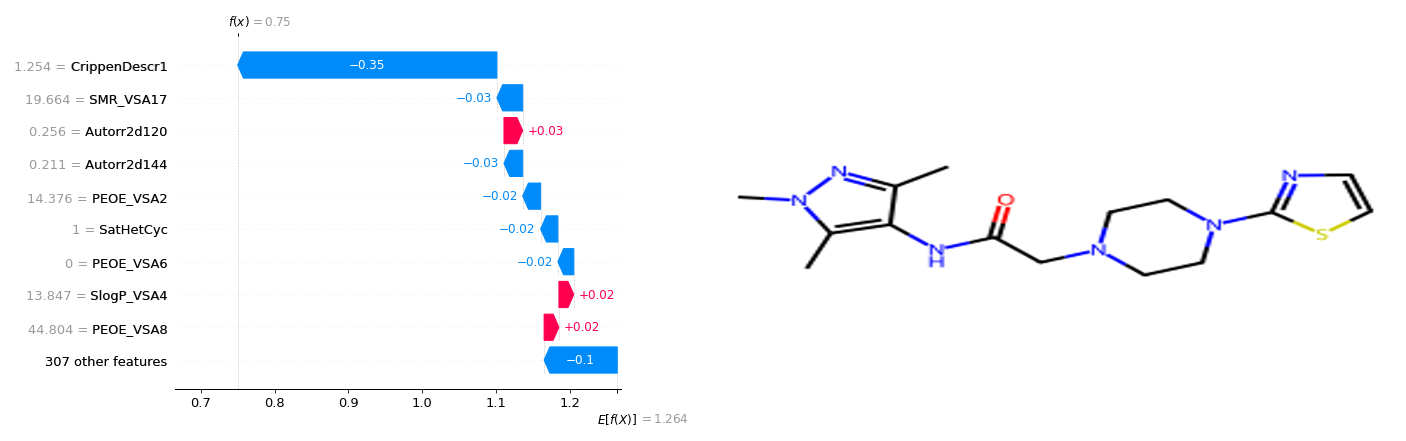 f(x) = 0.75
1.254 = CrippenDescr1
−0.35
19.664 = SMR_VSA17
−0.03
0.256 = Autorr2d120
+0.03
0.211 = Autorr2d144
−0.03
14.376 = PEOE_VSA2
−0.02
1 = SatHetCyc
−0.02
0 = PEOE_VSA6
−0.02
13.847 = SlogP_VSA4
+0.02
44.804 = PEOE_VSA8
+0.02
307 other features
−0.1
0.7 0.8 0.9 1.0 1.1 1.2
E[f(X)] = 1.264
N
N
O
N
H
N
N
N
S